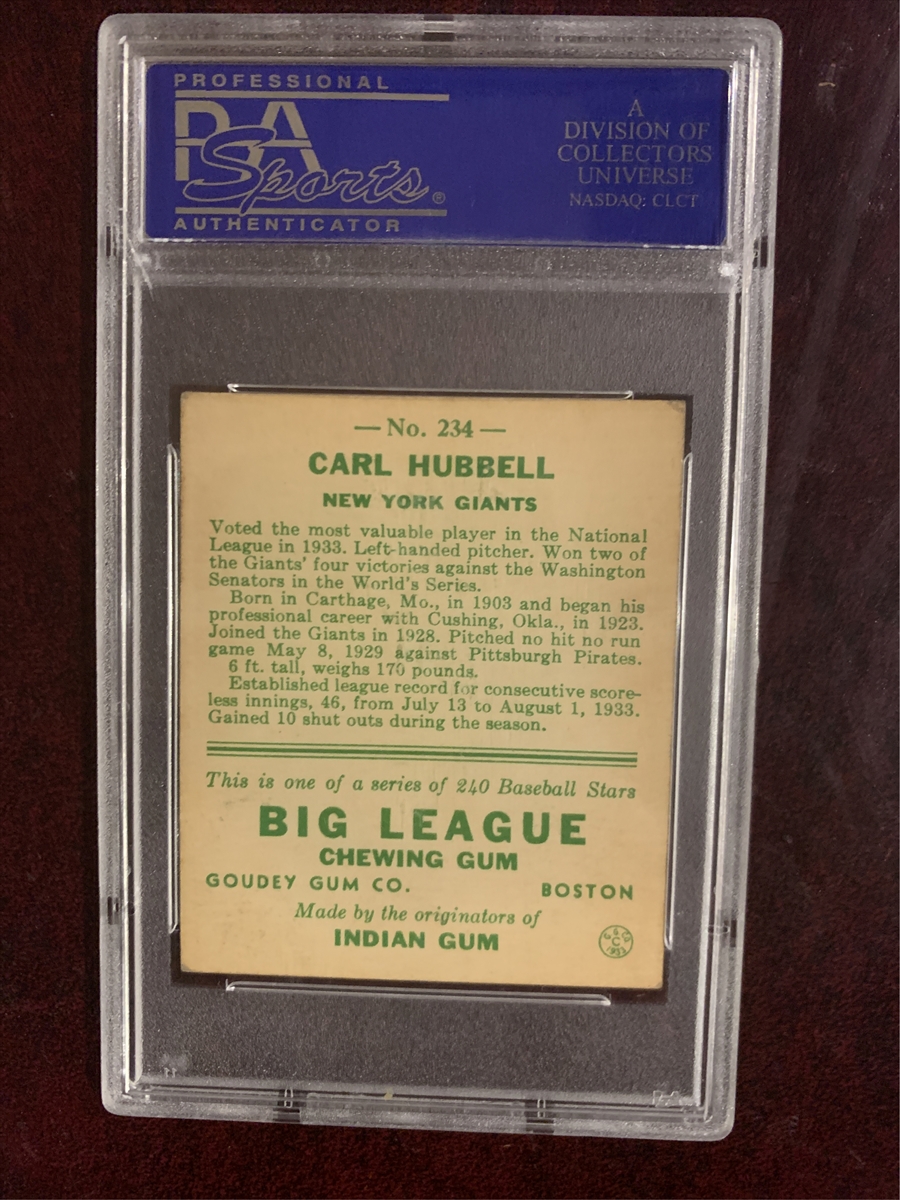 PROFESSIONAL
PSA
Sports®
AUTHENTICATOR
A
DIVISION OF
COLLECTORS
UNIVERSE
NASDAQ: CLCT
— No. 234 —
CARL HUBBELL
NEW YORK GIANTS
Voted the most valuable player in the National
League in 1933. Left-handed pitcher. Won two of
the Giants' four victories against the Washington
Senators in the World's Series.
Born in Carthage, Mo., in 1903 and began his
professional career with Cushing, Okla., in 1923.
Joined the Giants in 1928. Pitched no hit no run
game May 8, 1929 against Pittsburgh Pirates.
6 ft. tall, weighs 170 pounds.
Established league record for consecutive score-
less innings, 46, from July 13 to August 1, 1933.
Gained 10 shut outs during the season.
This is one of a series of 240 Baseball Stars
BIG LEAGUE
CHEWING GUM
GOUDEY GUM CO. BOSTON
Made by the originators of
INDIAN GUM
G G Co
C
1933